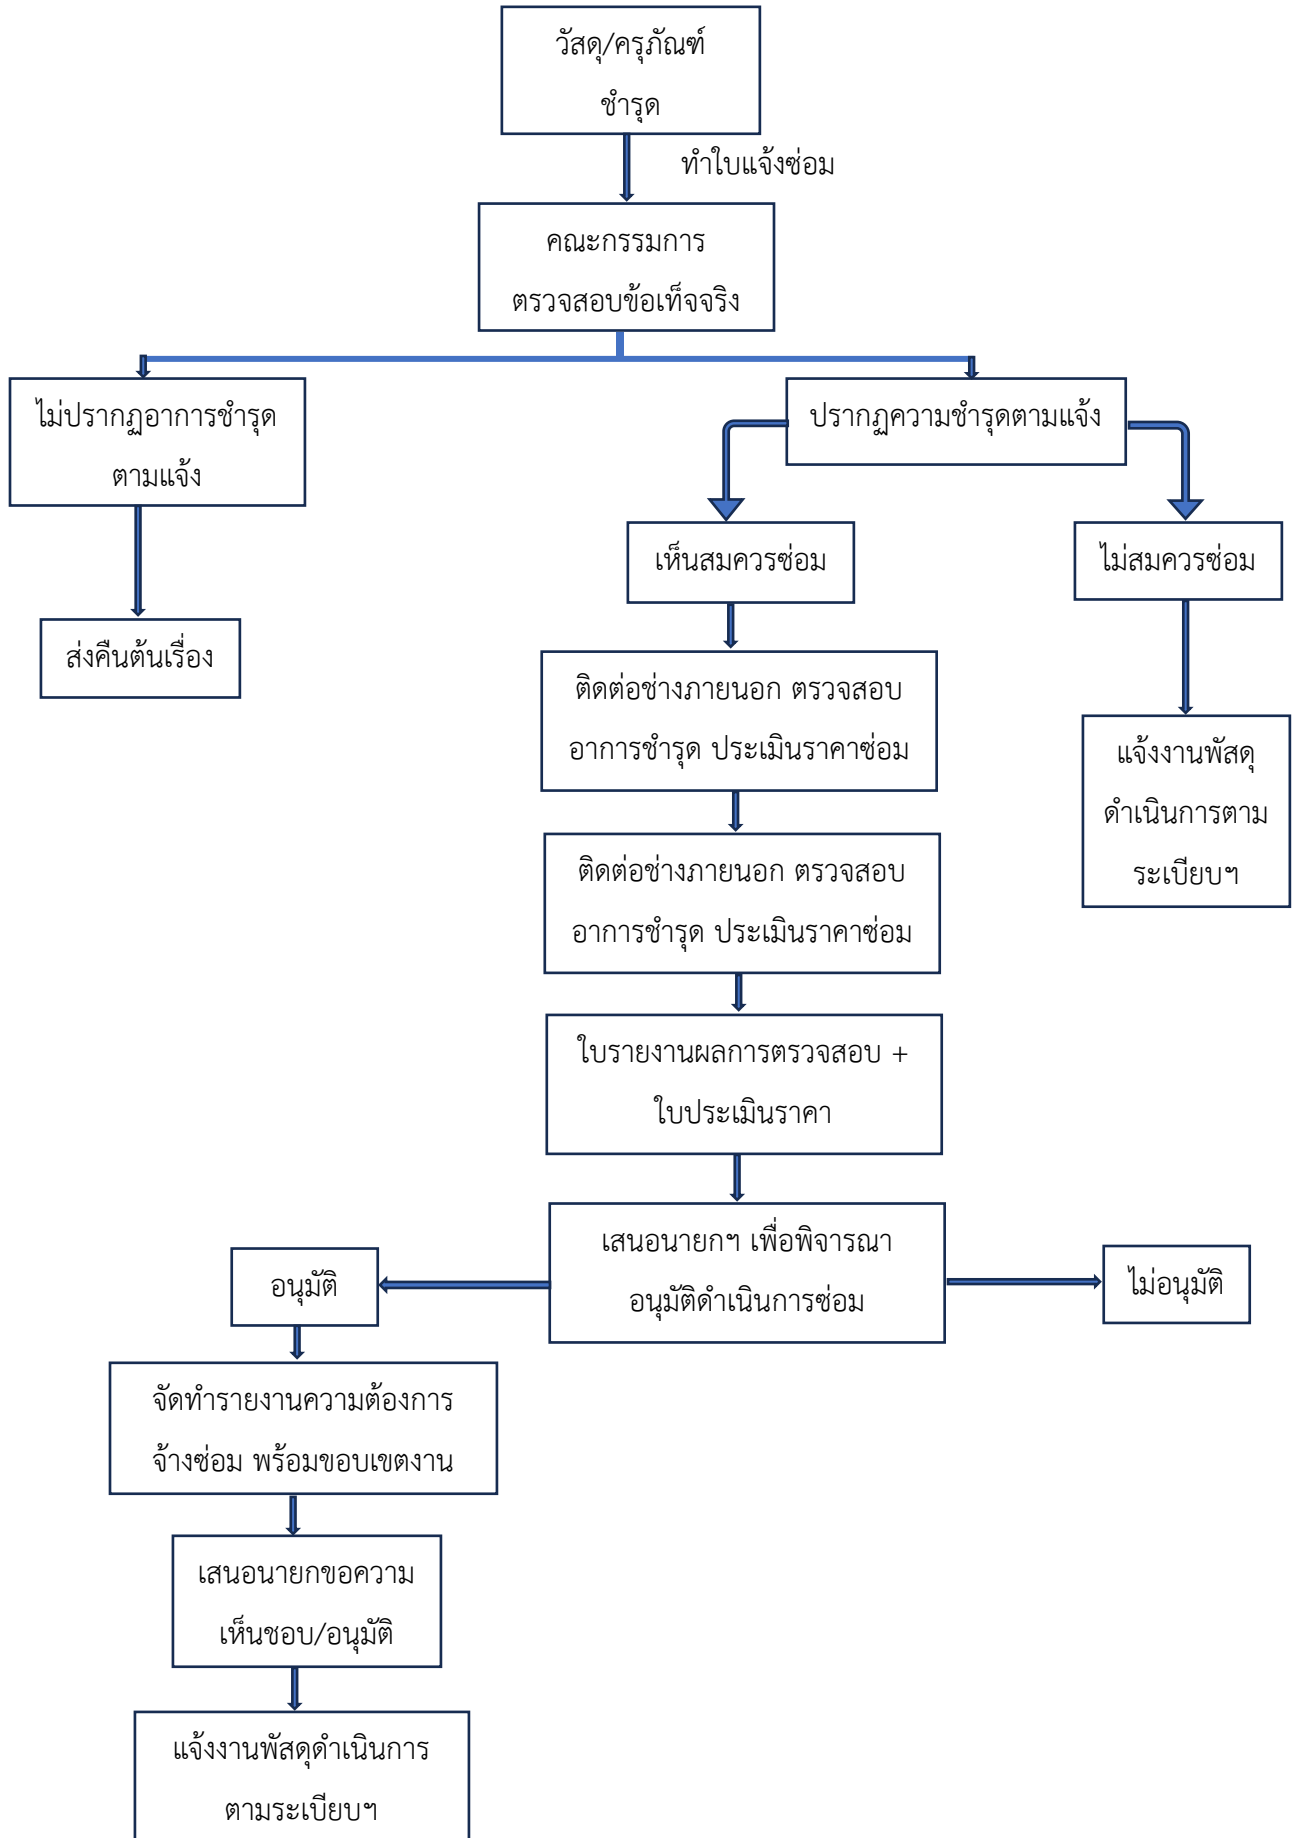 วัสดุ/ครุภัณฑ์
ชำรุด
ทำใบแจ้งซ่อม
คณะกรรมการ
ตรวจสอบข้อเท็จจริง
ไม่ปรากฏอาการชำรุด
ตามแจ้ง
ปรากฏความชำรุดตามแจ้ง
เห็นสมควรซ่อม
ไม่สมควรซ่อม
ส่งคืนต้นเรื่อง
ติดต่อช่างภายนอก ตรวจสอบ
อาการชำรุด ประเมินราคาซ่อม
แจ้งงานพัสดุ
ดำเนินการตาม
ระเบียบฯ
ติดต่อช่างภายนอก ตรวจสอบ
อาการชำรุด ประเมินราคาซ่อม
ใบรายงานผลการตรวจสอบ +
ใบประเมินราคา
เสนอนายกฯ เพื่อพิจารณา
อนุมัติดำเนินการซ่อม
อนุมัติ
ไม่อนุมัติ
จัดทำรายงานความต้องการ
จ้างซ่อม พร้อมขอบเขตงาน
เสนอนายกขอความ
เห็นชอบ/อนุมัติ
แจ้งงานพัสดุดำเนินการ
ตามระเบียบฯ